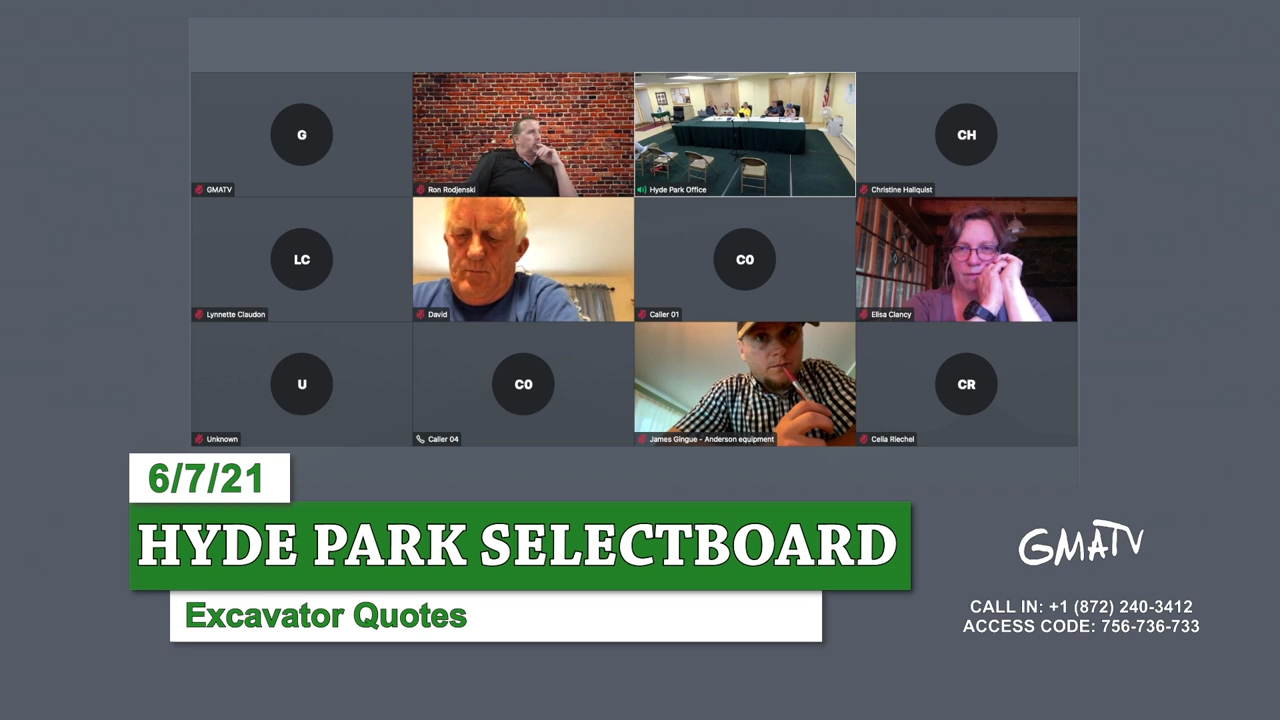 G
GMATV
Ron Rodjenski
Hyde Park Office
CH
Christine Hallquist
LC
Lynnette Claudon
David
C0
Caller 01
Elisa Clancy
U
Unknown
C0
Caller 04
James Gingue - Anderson equipment
CR
Celia Riechel
6/7/21
HYDE PARK SELECTBOARD
Excavator Quotes
GMATV
CALL IN: +1 (872) 240-3412
ACCESS CODE: 756-736-733